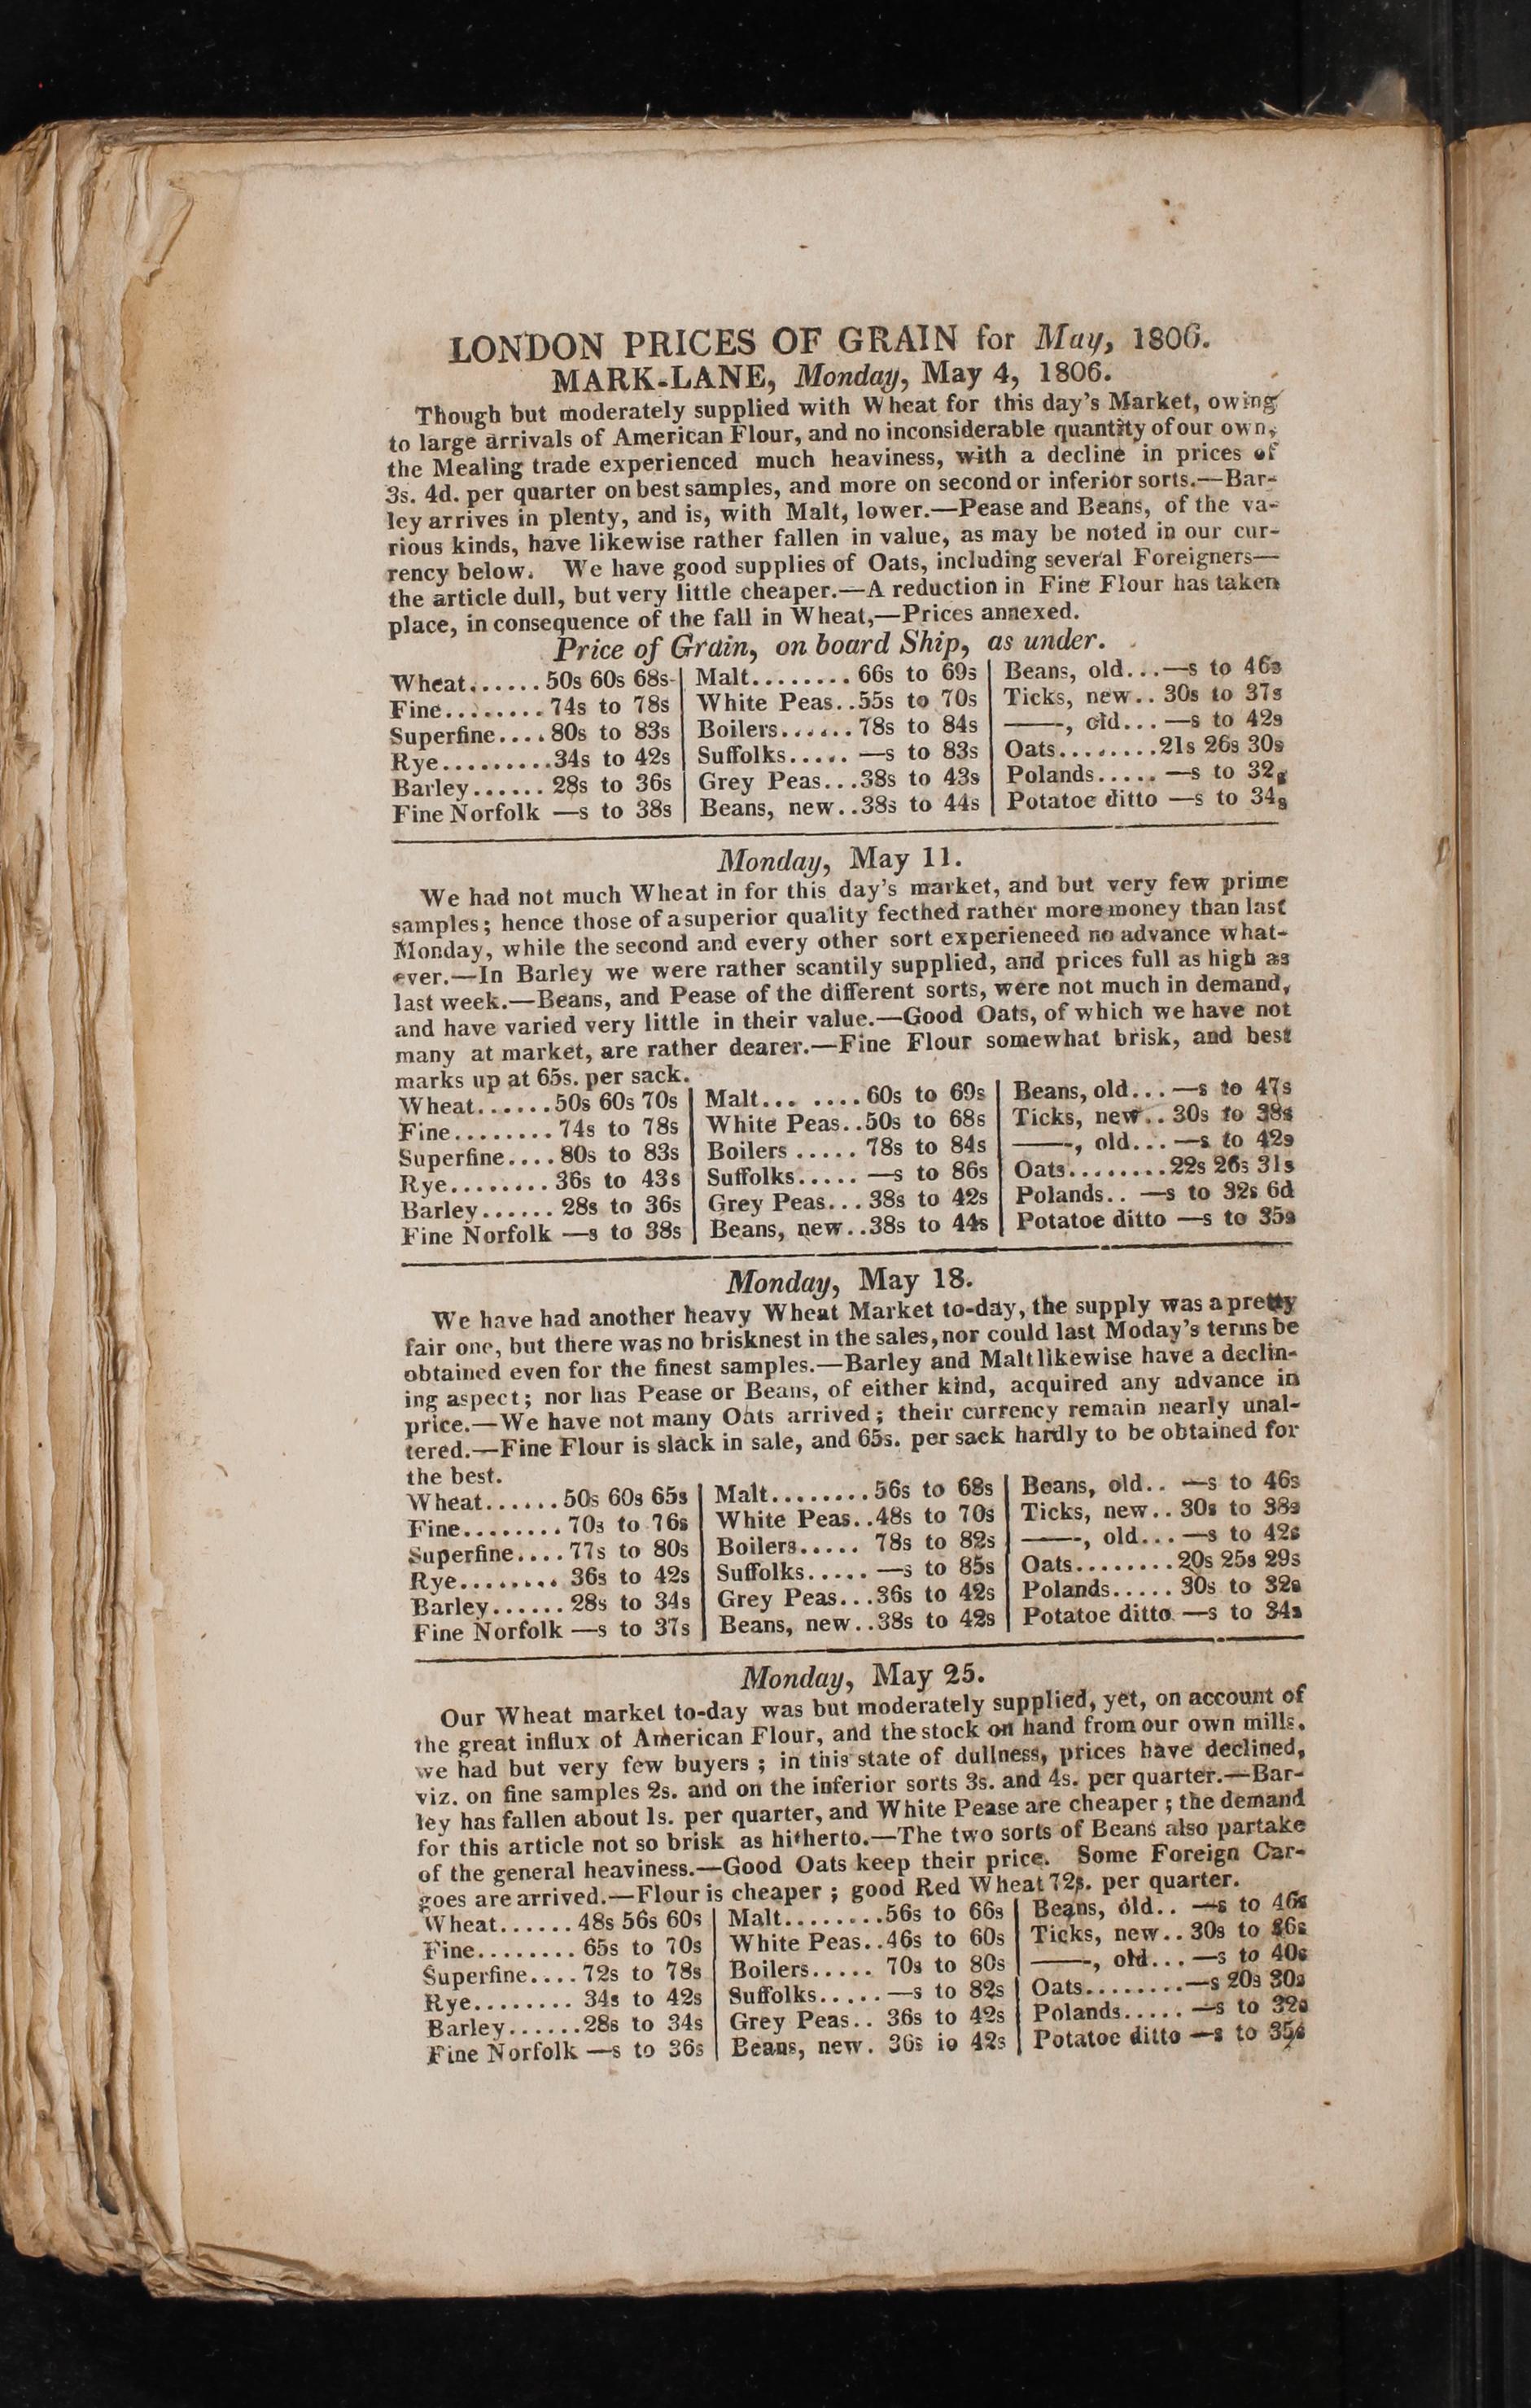 LONDON PRICES OF GRAIN for May, 1806.
MARK-LANE, Monday, May 4, 1806.
Though but moderately supplied with Wheat for this day's Market, owing
to large arrivals of American Flour, and no inconsiderable quantity of our own,
the Mealing trade experienced much heaviness, with a decline in prices of
3s. 4d. per quarter on best samples, and more on second or inferior sorts.—Bar-
ley arrives in plenty, and is, with Malt, lower.—Pease and Beans, of the va-
rious kinds, have likewise rather fallen in value, as may be noted in our cur-
rency below. We have good supplies of Oats, including several Foreigners—
the article dull, but very little cheaper.—A reduction in Fine Flour has taken
place, in consequence of the fall in Wheat,—Prices annexed.
Price of Grain, on board Ship, as under.
Wheat......50s 60s 68s | Malt........66s to 69s | Beans, old...—s to 46s
Fine........74s to 78s | White Peas..55s to 70s | Ticks, new..30s to 37s
Superfine....80s to 83s | Boilers......78s to 84s | ——-, old...—s to 42s
Rye.........34s to 42s | Suffolks.....—s to 83s | Oats........21s 26s 30s
Barley......28s to 36s | Grey Peas...38s to 43s | Polands.....—s to 32s
Fine Norfolk —s to 38s | Beans, new..38s to 44s | Potatoe ditto —s to 34s
Monday, May 11.
We had not much Wheat in for this day's market, and but very few prime
samples; hence those of a superior quality fecthed rather more money than last
Monday, while the second and every other sort experieneed no advance what-
ever.—In Barley we were rather scantily supplied, and prices full as high as
last week.—Beans, and Pease of the different sorts, were not much in demand,
and have varied very little in their value.—Good Oats, of which we have not
many at market, are rather dearer.—Fine Flour somewhat brisk, and best
marks up at 65s. per sack.
Wheat......50s 60s 70s | Malt... ....60s to 69s | Beans, old...—s to 47s
Fine........74s to 78s | White Peas..50s to 68s | Ticks, new..30s to 38s
Superfine....80s to 83s | Boilers .....78s to 84s | ——-, old...—s to 42s
Rye........36s to 43s | Suffolks.....—s to 86s | Oats........22s 26s 31s
Barley......28s to 36s | Grey Peas...38s to 42s | Polands.. —s to 32s 6d
Fine Norfolk —s to 38s | Beans, new..38s to 44s | Potatoe ditto —s to 35s
Monday, May 18.
We have had another heavy Wheat Market to-day, the supply was a pretty
fair one, but there was no brisknest in the sales, nor could last Moday's terms be
obtained even for the finest samples.—Barley and Malt likewise have a declin-
ing aspect; nor has Pease or Beans, of either kind, acquired any advance in
price.—We have not many Oats arrived; their currency remain nearly unal-
tered.—Fine Flour is slack in sale, and 65s. per sack hardly to be obtained for
the best.
Wheat......50s 60s 65s | Malt........56s to 68s | Beans, old.. —s to 46s
Fine........70s to 76s | White Peas..48s to 70s | Ticks, new..30s to 38s
Superfine....77s to 80s | Boilers.....78s to 82s | ——-, old...—s to 42s
Rye........36s to 42s | Suffolks.....—s to 85s | Oats........20s 25s 29s
Barley......28s to 34s | Grey Peas...36s to 42s | Polands.....30s to 32s
Fine Norfolk —s to 37s | Beans, new..38s to 42s | Potatoe ditto —s to 34s
Monday, May 25.
Our Wheat market to-day was but moderately supplied, yet, on account of
the great influx of American Flour, and the stock on hand from our own mills.
we had but very few buyers; in this state of dullness, prices have declined,
viz. on fine samples 2s. and on the inferior sorts 3s. and 4s. per quarter.—Bar-
ley has fallen about 1s. per quarter, and White Pease are cheaper; the demand
for this article not so brisk as hitherto.—The two sorts of Beans also partake
of the general heaviness.—Good Oats keep their price. Some Foreign Car-
goes are arrived.—Flour is cheaper; good Red Wheat 72s. per quarter.
Wheat......48s 56s 60s | Malt........56s to 66s | Beans, old.. —s to 46s
Fine........65s to 70s | White Peas..46s to 60s | Ticks, new..30s to 36s
Superfine....72s to 78s | Boilers.....70s to 80s | ——-, old...—s to 40s
Rye........34s to 42s | Suffolks.....—s to 82s | Oats........—s 20s 30s
Barley......28s to 34s | Grey Peas..36s to 42s | Polands.....—s to 32s
Fine Norfolk —s to 36s | Beans, new. 36s io 42s | Potatoe ditto —s to 35s